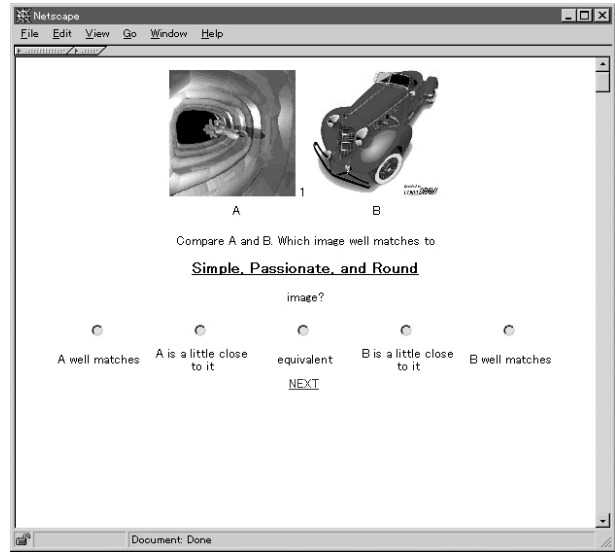 Netscape
File Edit View Go Window Help
1
A B
Compare A and B. Which image well matches to
Simple, Passionate, and Round
image?
A well matches
A is a little close to it
equivalent
B is a little close to it
B well matches
NEXT
Document: Done